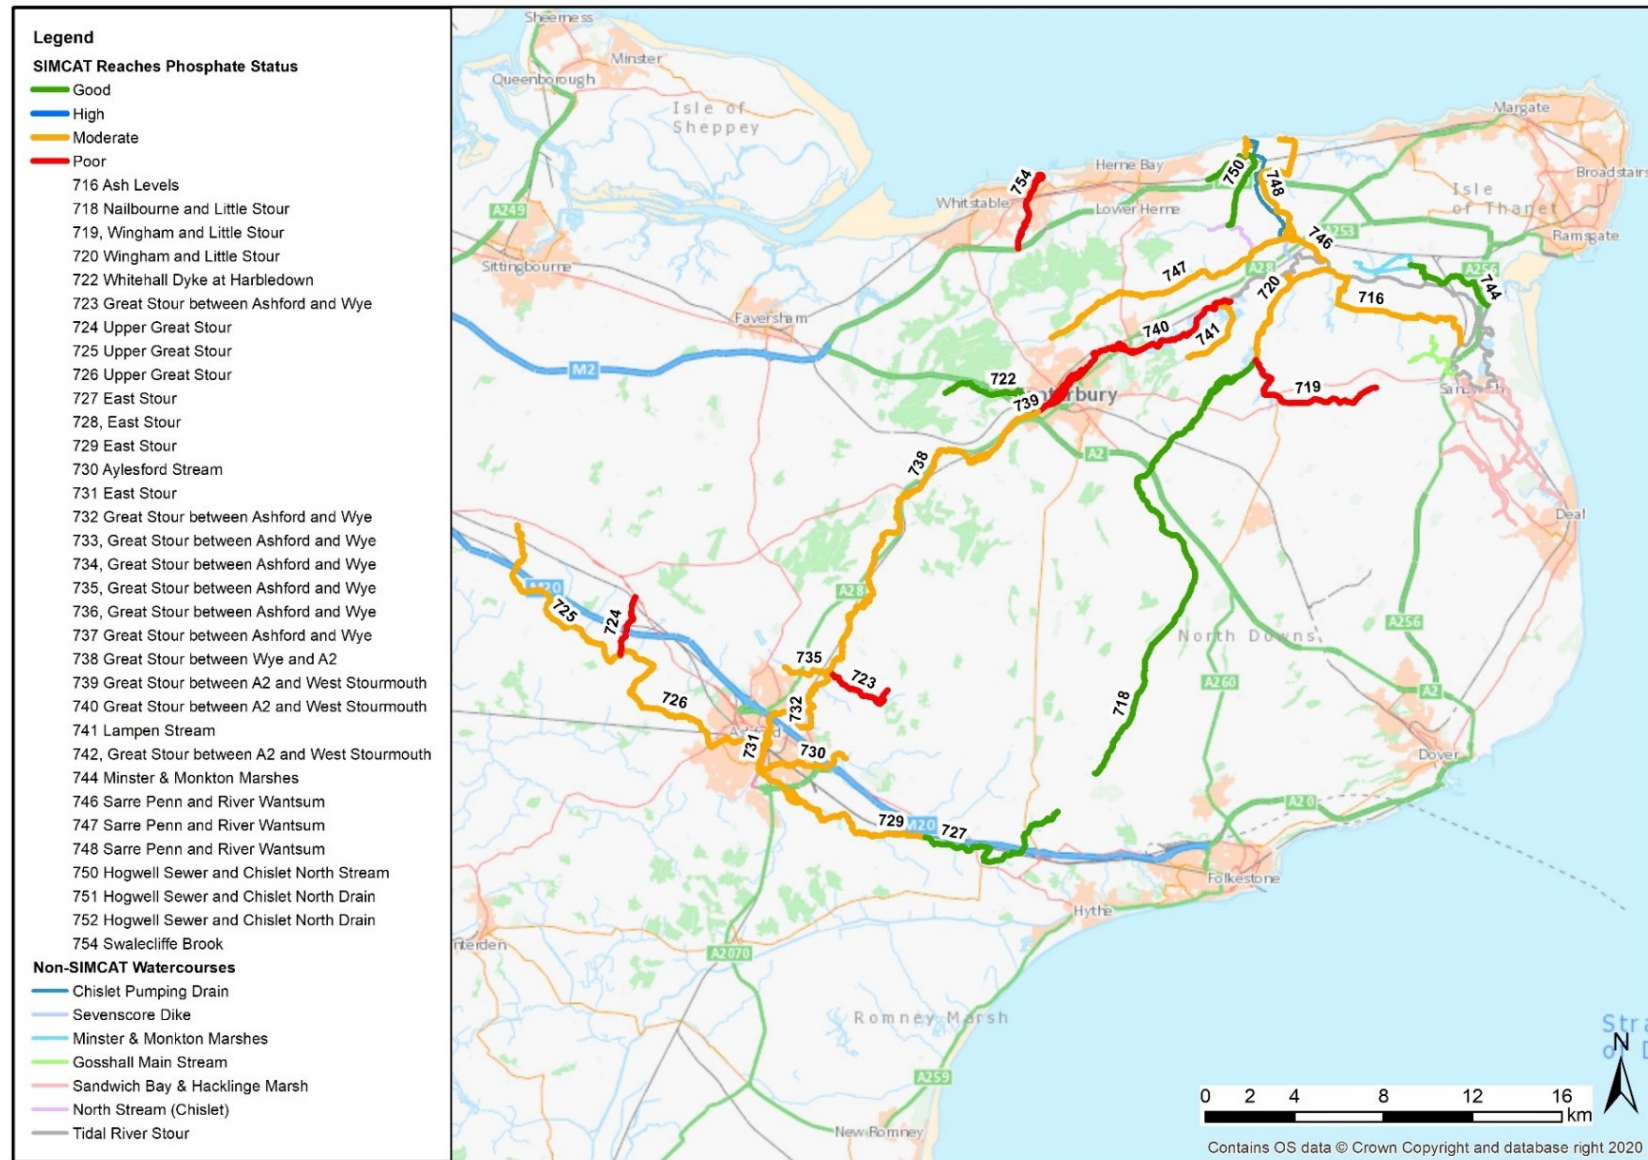 Legend
SIMCAT Reaches Phosphate Status
Good
High
Moderate
Poor
716 Ash Levels
718 Nailbourne and Little Stour
719, Wingham and Little Stour
720 Wingham and Little Stour
722 Whitehall Dyke at Harbledown
723 Great Stour between Ashford and Wye
724 Upper Great Stour
725 Upper Great Stour
726 Upper Great Stour
727 East Stour
728, East Stour
729 East Stour
730 Aylesford Stream
731 East Stour
732 Great Stour between Ashford and Wye
733, Great Stour between Ashford and Wye
734, Great Stour between Ashford and Wye
735, Great Stour between Ashford and Wye
736, Great Stour between Ashford and Wye
737 Great Stour between Ashford and Wye
738 Great Stour between Wye and A2
739 Great Stour between A2 and West Stourmouth
740 Great Stour between A2 and West Stourmouth
741 Lampen Stream
742, Great Stour between A2 and West Stourmouth
744 Minster & Monkton Marshes
746 Sarre Penn and River Wantsum
747 Sarre Penn and River Wantsum
748 Sarre Penn and River Wantsum
750 Hogwell Sewer and Chislet North Stream
751 Hogwell Sewer and Chislet North Drain
752 Hogwell Sewer and Chislet North Drain
754 Swalecliffe Brook
Non-SIMCAT Watercourses
Chislet Pumping Drain
Sevenscore Dike
Minster & Monkton Marshes
Gosshall Main Stream
Sandwich Bay & Hacklinge Marsh
North Stream (Chislet)
Tidal River Stour
Sheerness
Minster
Queenborough
Isle of
Sheppey
Margate
Herne Bay
750
Broadstairs
754
748
Isle
of Thanet
Whitstable
Lower Herne
A249
A253
746
Ramsgate
Sittingbourne
A28
A256
747
720
744
716
Faversham
740
741
M2
722
719
739
A2
738
Deal
A28
M20
725
724
A256
North Downs
735
723
718
A260
A2
726
732
731
730
Dover
A20
729
M20
727
Folkestone
Hythe
nterden
A2070
Romney Marsh
A259
New Romney
Stra
N
0 2 4 8 12 16
km
Contains OS data © Crown Copyright and database right 2020